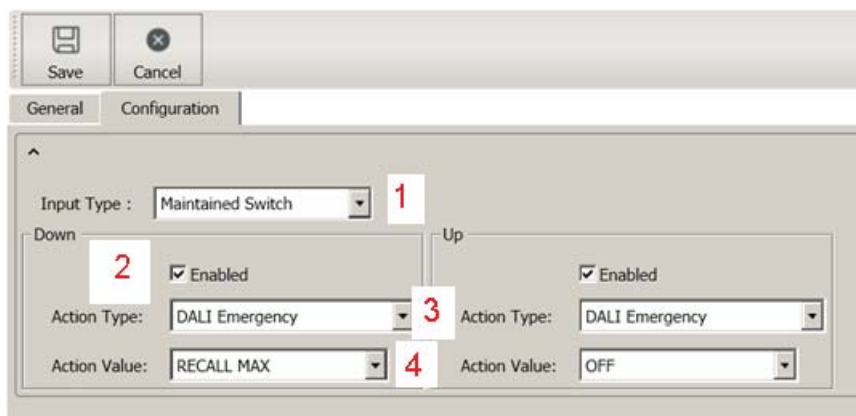 Save Cancel
General Configuration
Input Type : Maintained Switch 1
Down Up
2 Enabled Enabled
Action Type: DALI Emergency 3 Action Type: DALI Emergency
Action Value: RECALL MAX 4 Action Value: OFF